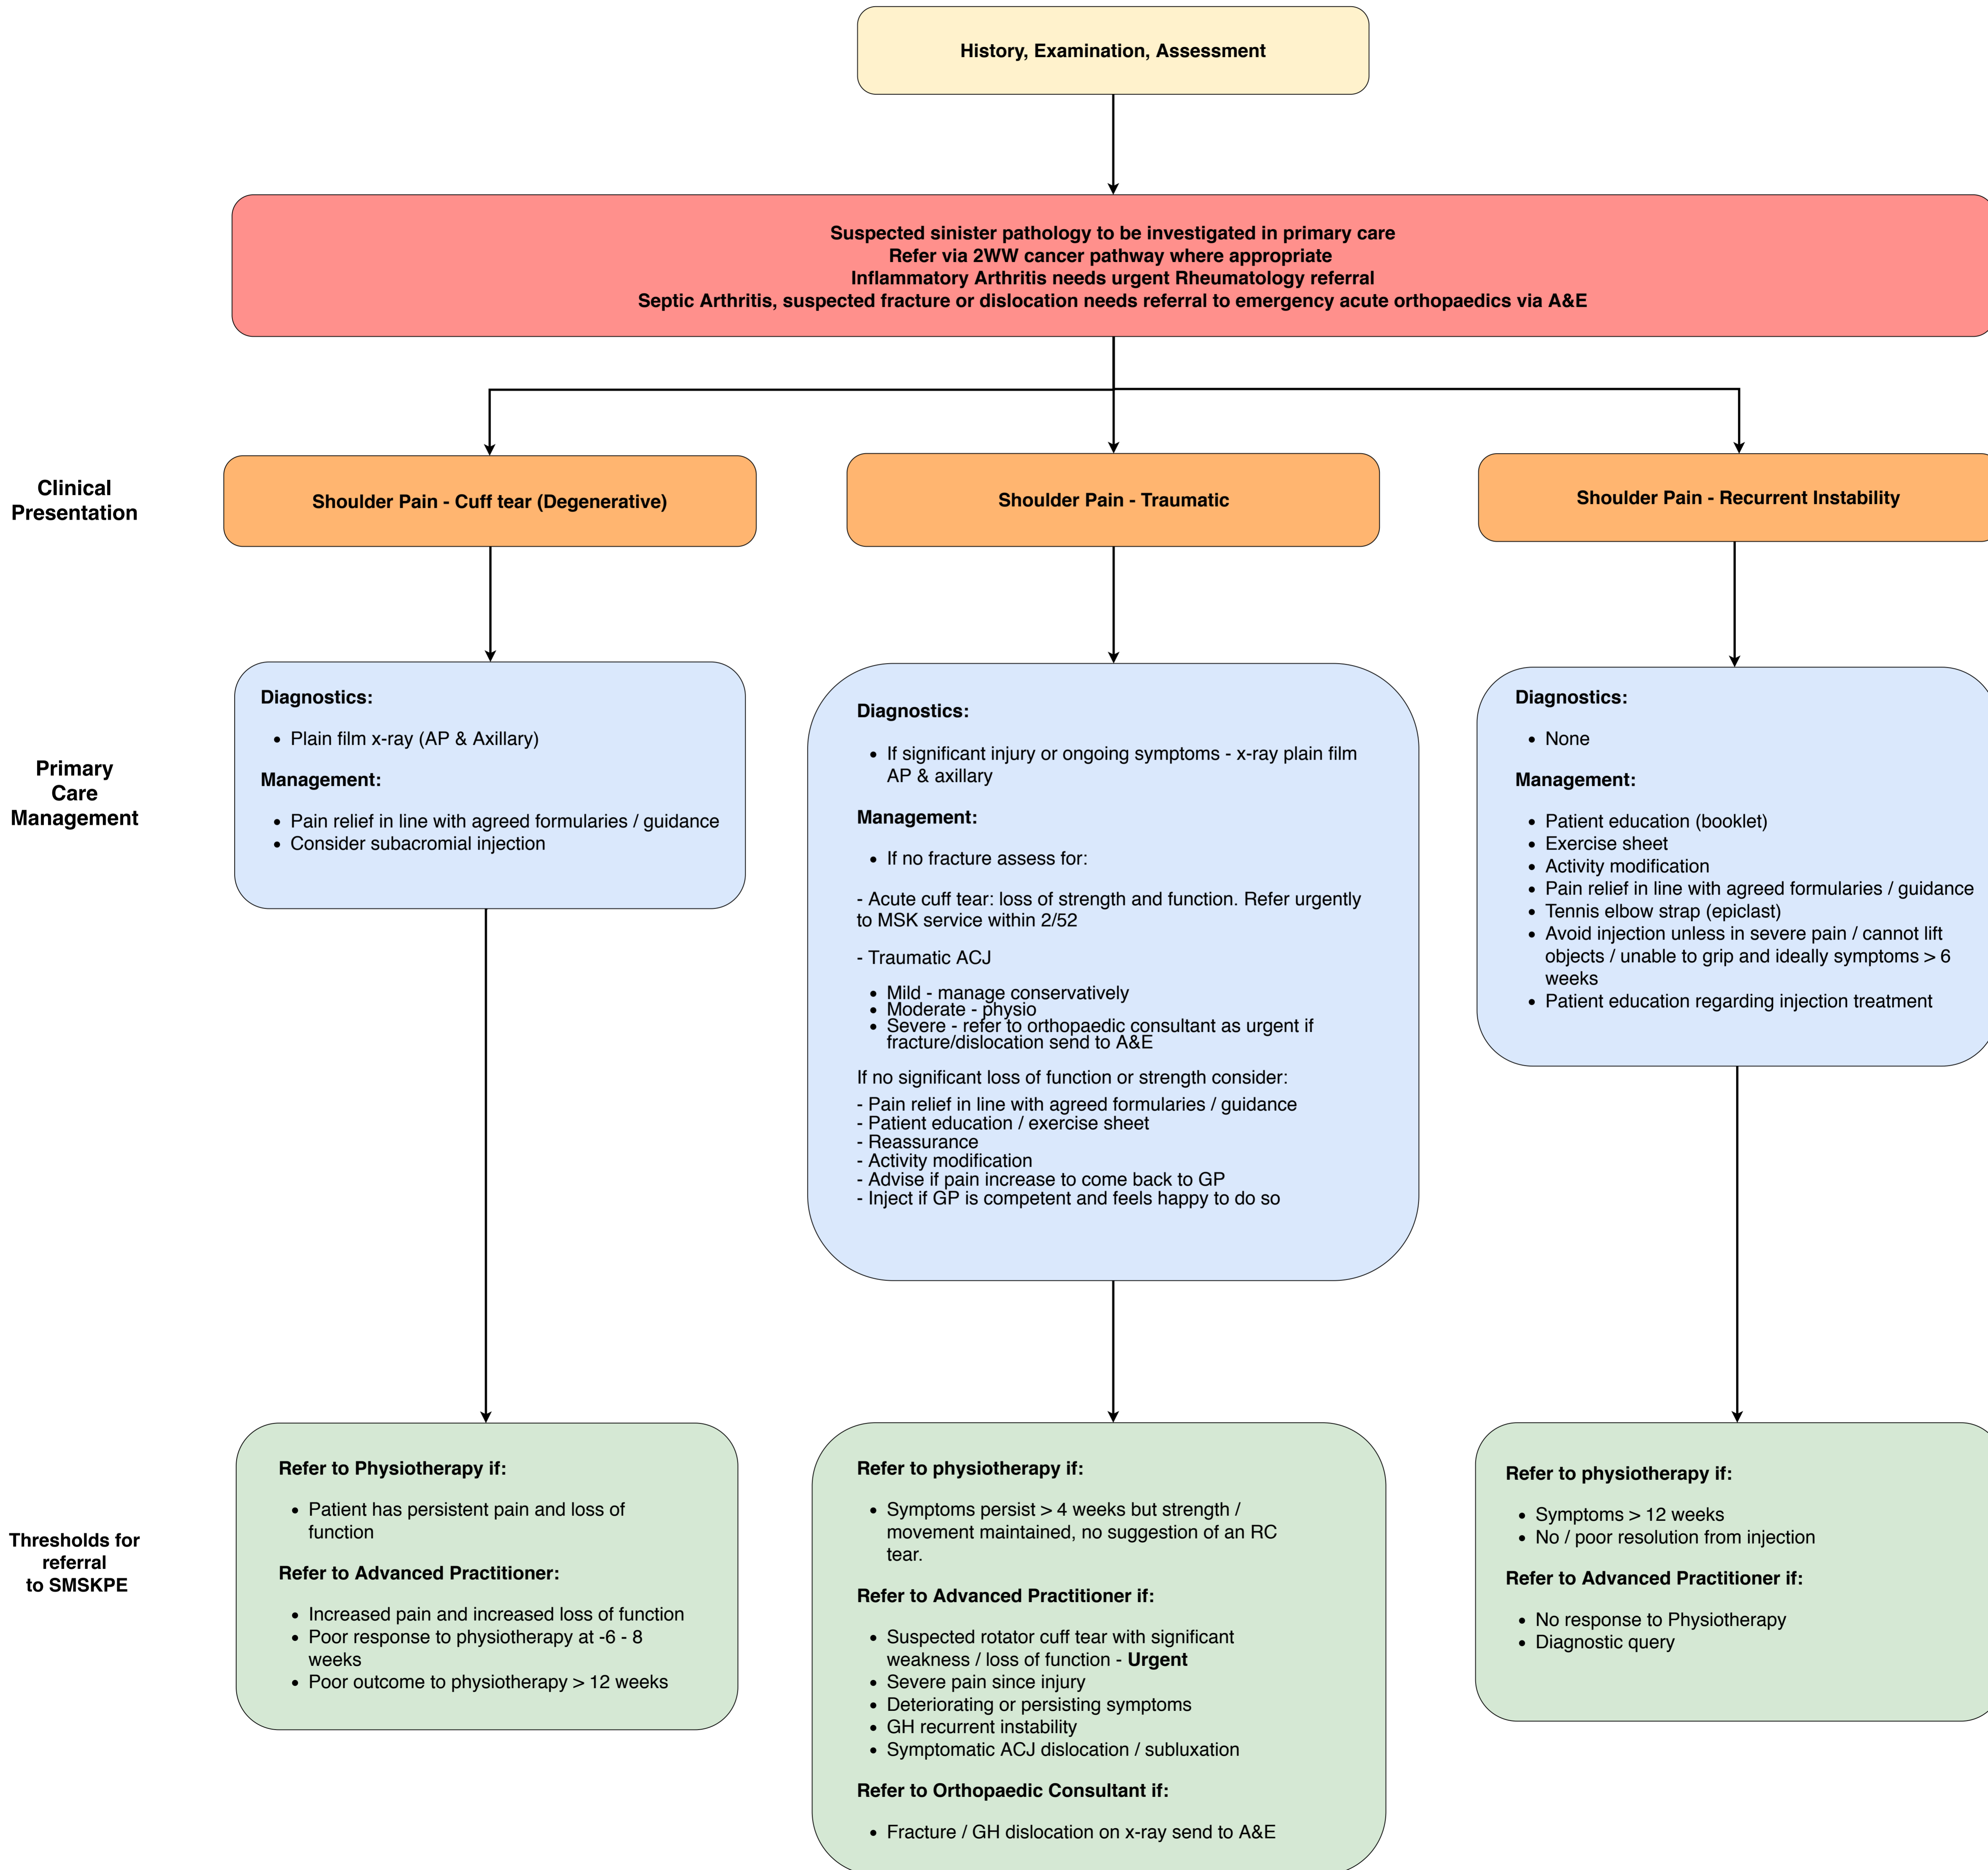 History, Examination, Assessment
Suspected sinister pathology to be investigated in primary care
Refer via 2WW cancer pathway where appropriate
Inflammatory Arthritis needs urgent Rheumatology referral
Septic Arthritis, suspected fracture or dislocation needs referral to emergency acute orthopaedics via A&E
Clinical
Presentation
Shoulder Pain - Cuff tear (Degenerative)
Shoulder Pain - Traumatic
Shoulder Pain - Recurrent Instability
Primary
Care
Management
Diagnostics:
• Plain film x-ray (AP & Axillary)
Management:
• Pain relief in line with agreed formularies / guidance
• Consider subacromial injection
Diagnostics:
• If significant injury or ongoing symptoms - x-ray plain film
AP & axillary
Management:
• If no fracture assess for:
- Acute cuff tear: loss of strength and function. Refer urgently
to MSK service within 2/52
- Traumatic ACJ
• Mild - manage conservatively
• Moderate - physio
• Severe - refer to orthopaedic consultant as urgent if
fracture/dislocation send to A&E
If no significant loss of function or strength consider:
- Pain relief in line with agreed formularies / guidance
- Patient education / exercise sheet
- Reassurance
- Activity modification
- Advise if pain increase to come back to GP
- Inject if GP is competent and feels happy to do so
Diagnostics:
• None
Management:
• Patient education (booklet)
• Exercise sheet
• Activity modification
• Pain relief in line with agreed formularies / guidance
• Tennis elbow strap (epiclast)
• Avoid injection unless in severe pain / cannot lift
objects / unable to grip and ideally symptoms > 6
weeks
• Patient education regarding injection treatment
Thresholds for
referral
to SMSKPE
Refer to Physiotherapy if:
• Patient has persistent pain and loss of
function
Refer to Advanced Practitioner:
• Increased pain and increased loss of function
• Poor response to physiotherapy at -6 - 8
weeks
• Poor outcome to physiotherapy > 12 weeks
Refer to physiotherapy if:
• Symptoms persist > 4 weeks but strength /
movement maintained, no suggestion of an RC
tear.
Refer to Advanced Practitioner if:
• Suspected rotator cuff tear with significant
weakness / loss of function - Urgent
• Severe pain since injury
• Deteriorating or persisting symptoms
• GH recurrent instability
• Symptomatic ACJ dislocation / subluxation
Refer to Orthopaedic Consultant if:
• Fracture / GH dislocation on x-ray send to A&E
Refer to physiotherapy if:
• Symptoms > 12 weeks
• No / poor resolution from injection
Refer to Advanced Practitioner if:
• No response to Physiotherapy
• Diagnostic query